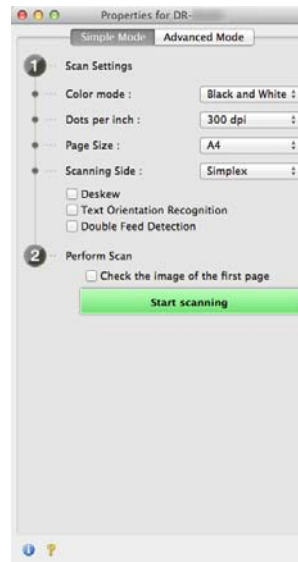 Properties for DR-
Simple Mode Advanced Mode
1 Scan Settings
Color mode : Black and White
Dots per inch : 300 dpi
Page Size : A4
Scanning Side : Simplex
Deskew
Text Orientation Recognition
Double Feed Detection
2 Perform Scan
Check the image of the first page
Start scanning